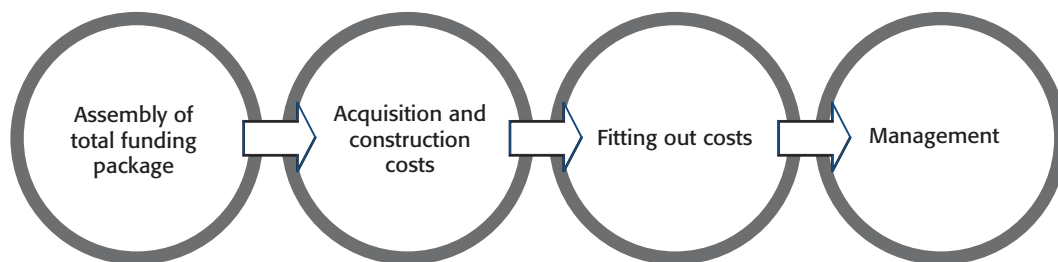 Assembly of
total funding
package
Acquisition and
construction
costs
Fitting out costs
Management